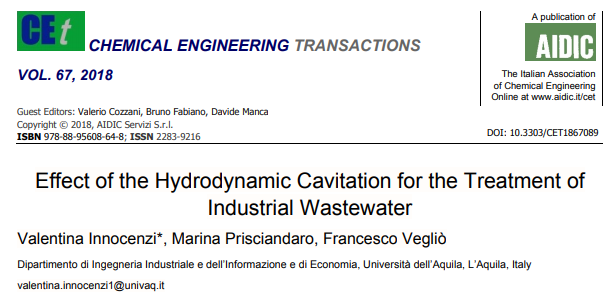 CEt
CHEMICAL ENGINEERING TRANSACTIONS
VOL. 67, 2018
A publication of
AIDIC
The Italian Association
of Chemical Engineering
Online at www.aidic.it/cet
Guest Editors: Valerio Cozzani, Bruno Fabiano, Davide Manca
Copyright © 2018, AIDIC Servizi S.r.l.
ISBN 978-88-95608-64-8; ISSN 2283-9216
DOI: 10.3303/CET1867089
Effect of the Hydrodynamic Cavitation for the Treatment of
Industrial Wastewater
Valentina Innocenzi*, Marina Prisciandaro, Francesco Vegliò
Dipartimento di Ingegneria Industriale e dell’Informazione e di Economia, Università dell’Aquila, L’Aquila, Italy
valentina.innocenzi1@univaq.it